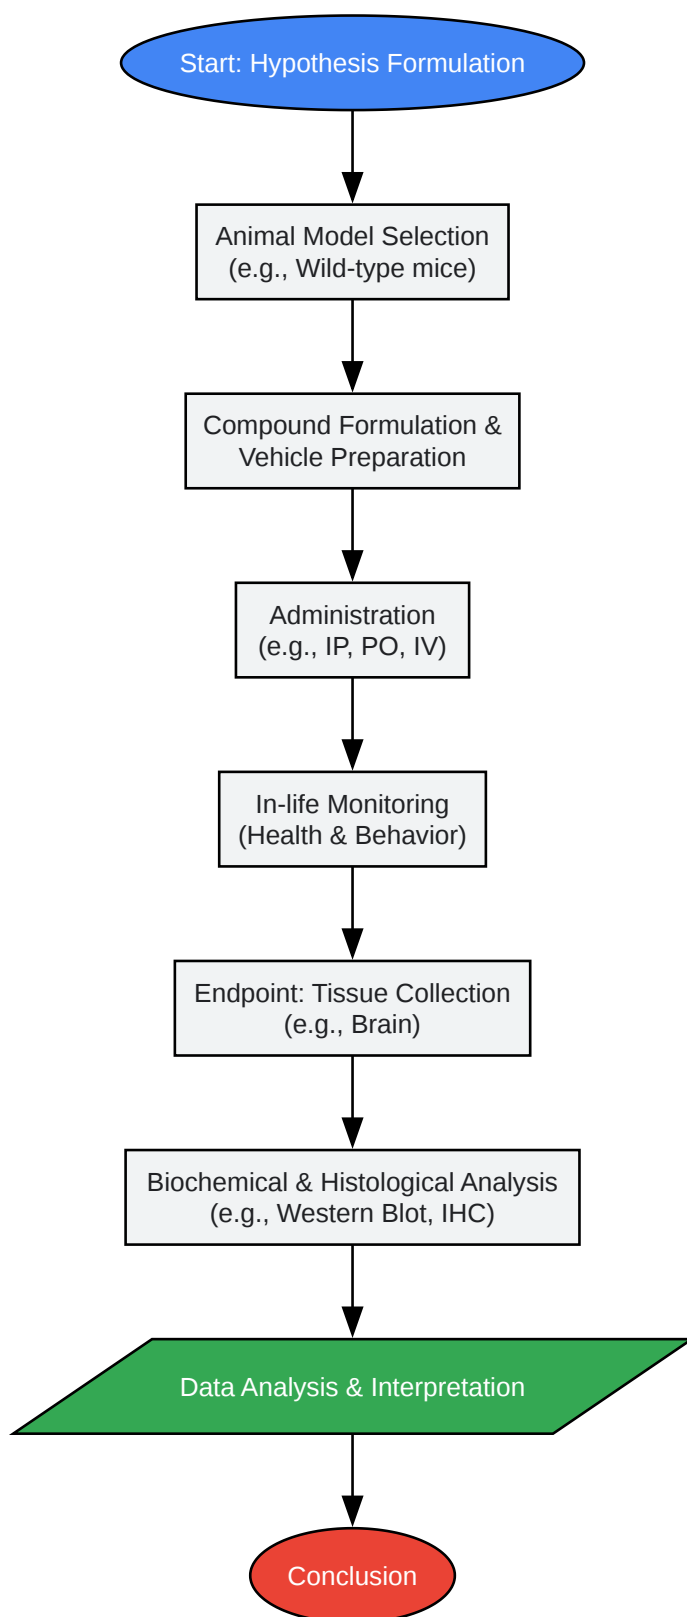 Start: Hypothesis Formulation
Animal Model Selection
(e.g., Wild-type mice)
Compound Formulation &
Vehicle Preparation
Administration
(e.g., IP, PO, IV)
In-life Monitoring
(Health & Behavior)
Endpoint: Tissue Collection
(e.g., Brain)
Biochemical & Histological Analysis
(e.g., Western Blot, IHC)
Data Analysis & Interpretation
Conclusion